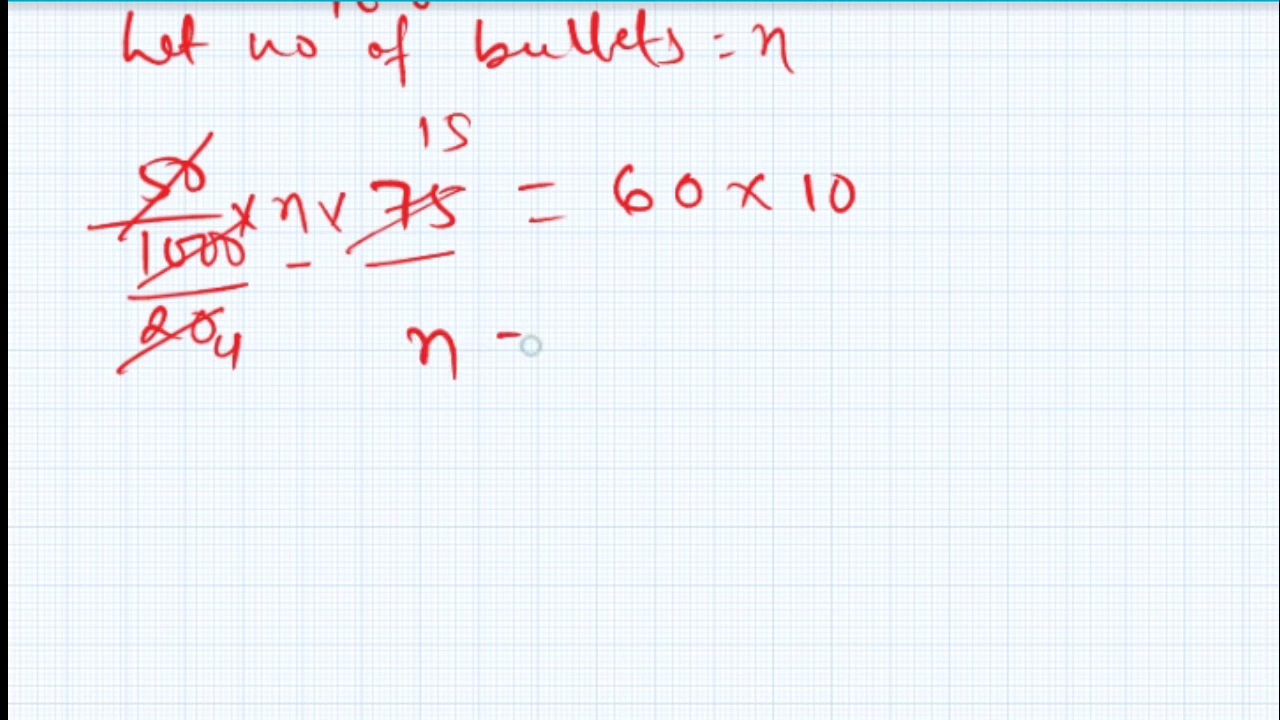 Let no of bullets = n
15
50/1000 × n × 75 = 60 × 10
20 4
n =